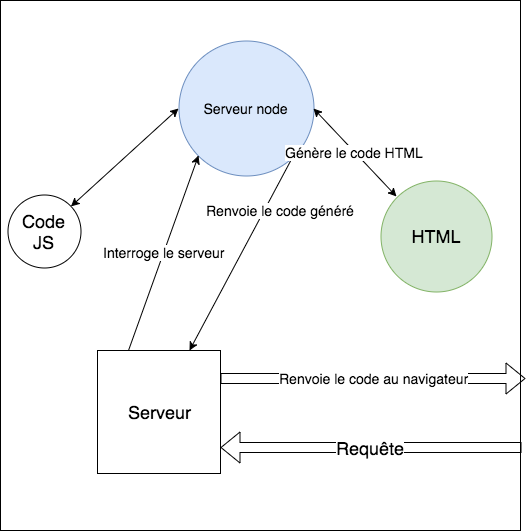 Serveur node
Génère le code HTML
Renvoie le code généré
Code
JS
HTML
Interroge le serveur
Renvoie le code au navigateur
Serveur
Requête